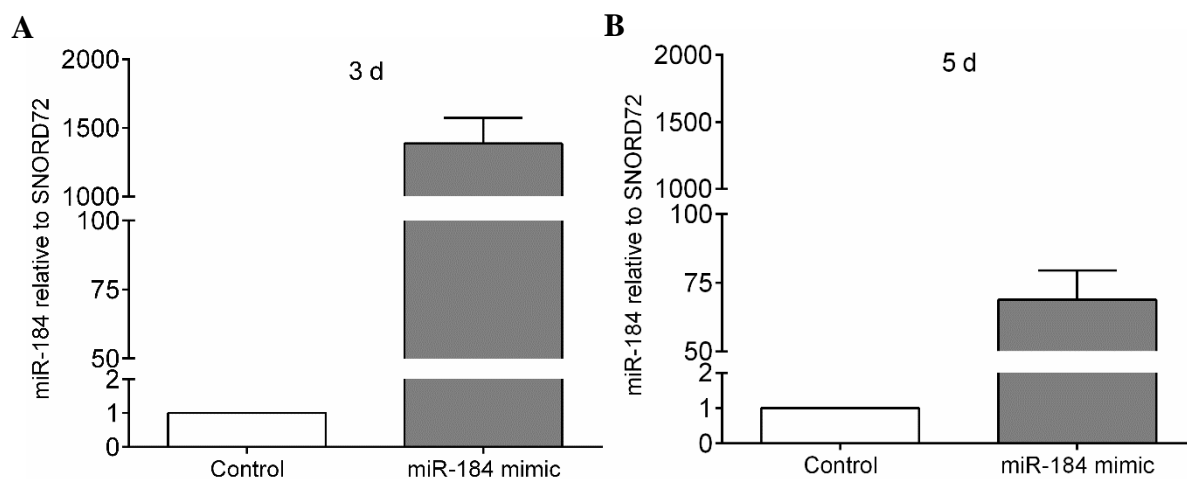 A
miR-184 relative to SNORD72
3 d
2000
1500
1000
100
75
50
2
1
0
Control
miR-184 mimic
B
miR-184 relative to SNORD72
5 d
2000
1500
1000
100
75
50
2
1
0
Control
miR-184 mimic